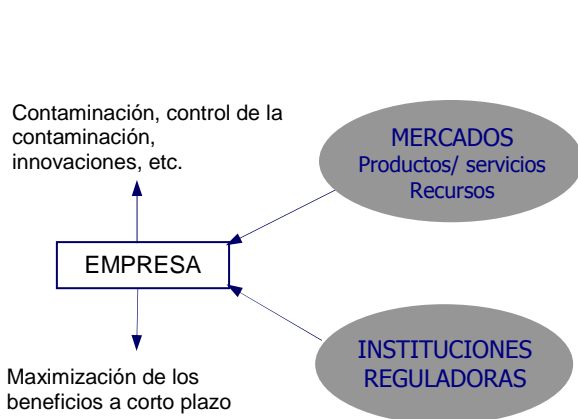 Contaminación, control de la
contaminación,
innovaciones, etc.
MERCADOS
Productos/ servicios
Recursos
EMPRESA
INSTITUCIONES
REGULADORAS
Maximización de los
beneficios a corto plazo